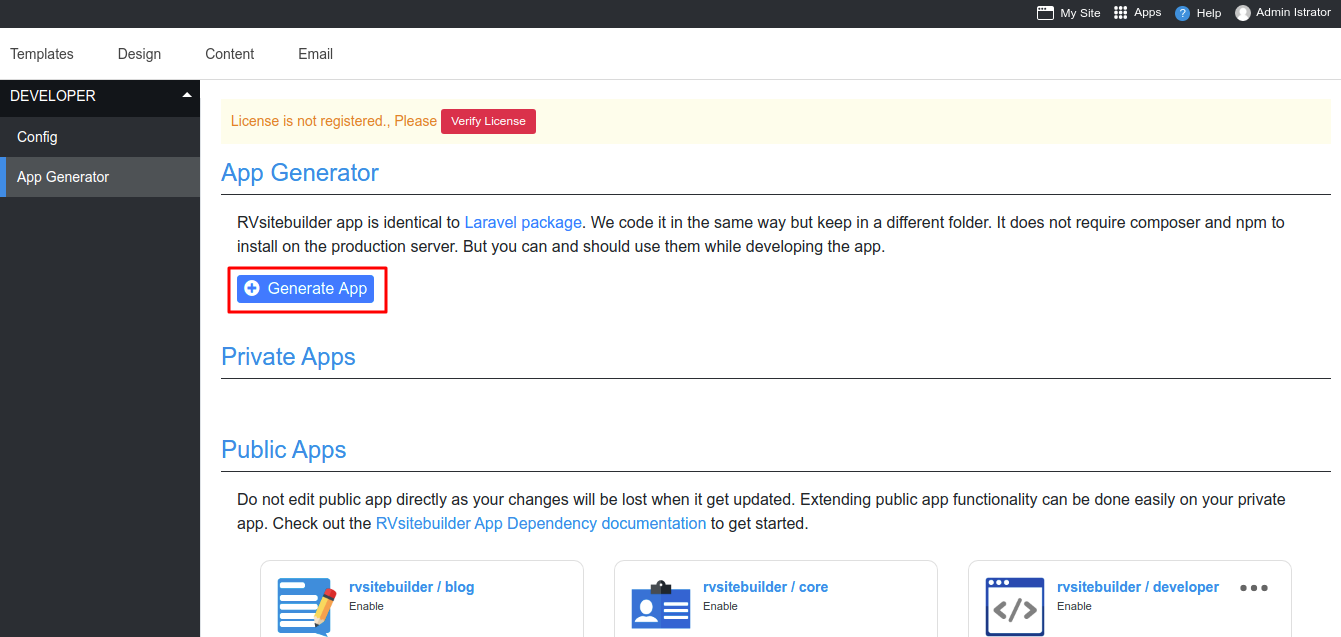 My Site Apps ? Help Admin Istrator
Templates Design Content Email
DEVELOPER
Config
App Generator
License is not registered., Please Verify License
App Generator
RVsitebuilder app is identical to Laravel package. We code it in the same way but keep in a different folder. It does not require composer and npm to
install on the production server. But you can and should use them while developing the app.
Generate App
Private Apps
Public Apps
Do not edit public app directly as your changes will be lost when it get updated. Extending public app functionality can be done easily on your private
app. Check out the RVsitebuilder App Dependency documentation to get started.
rvsitebuilder / blog
Enable
rvsitebuilder / core
Enable
rvsitebuilder / developer
Enable